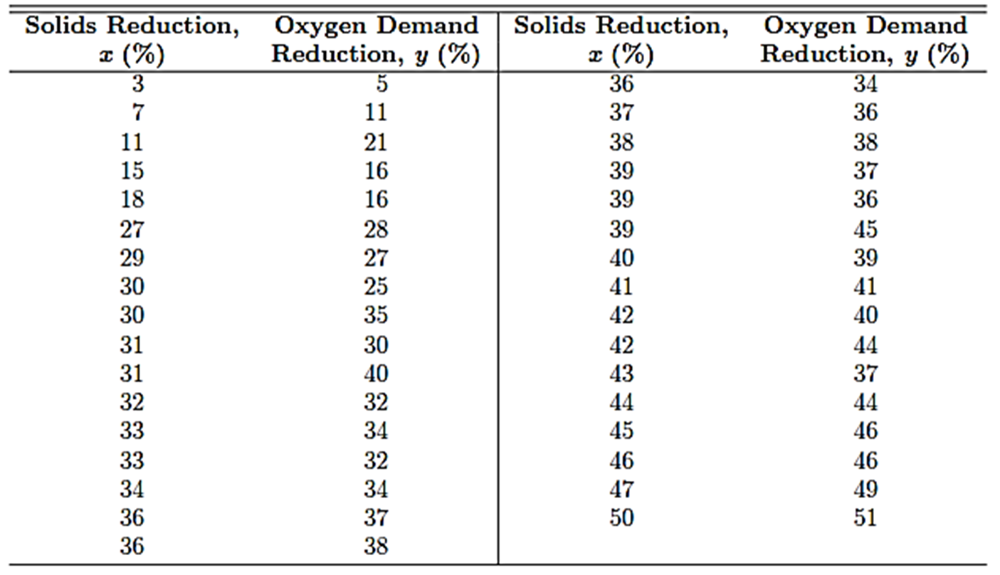 Solids Reduction, Oxygen Demand Solids Reduction, Oxygen Demand
x (%) Reduction, y (%) x (%) Reduction, y (%)
3 5 36 34
7 11 37 36
11 21 38 38
15 16 39 37
18 16 39 36
27 28 39 45
29 27 40 39
30 25 41 41
30 35 42 40
31 30 42 44
31 40 43 37
32 32 44 44
33 34 45 46
33 32 46 46
34 34 47 49
36 37 50 51
36 38